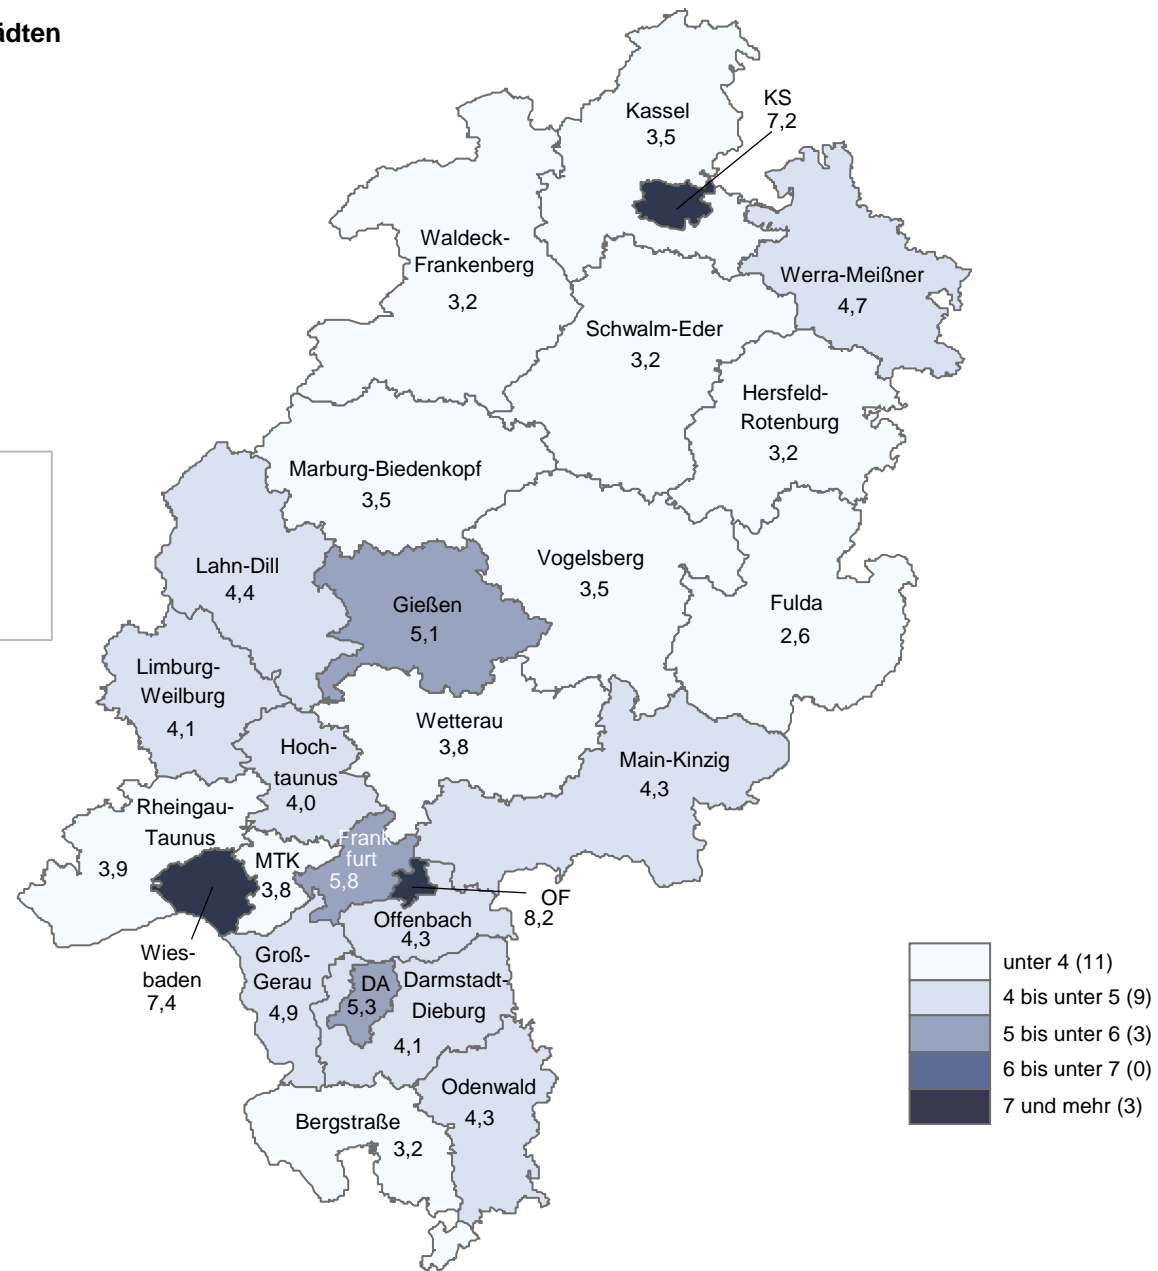 ädten
Kassel
3,5
KS
7,2
Waldeck-
Frankenberg
3,2
Werra-Meißner
4,7
Schwalm-Eder
3,2
Hersfeld-
Rotenburg
3,2
Marburg-Biedenkopf
3,5
Lahn-Dill
4,4
Vogelsberg
3,5
Gießen
5,1
Fulda
2,6
Limburg-
Weilburg
4,1
Wetterau
3,8
Hoch-
taunus
4,0
Main-Kinzig
4,3
Rheingau-
Taunus
3,9
MTK
3,8
Frank
furt
5,8
OF
8,2
Offenbach
4,3
Wies-
baden
7,4
Groß-
Gerau
4,9
DA
5,3
Darmstadt-
Dieburg
4,1
Odenwald
4,3
Bergstraße
3,2
unter 4 (11)
4 bis unter 5 (9)
5 bis unter 6 (3)
6 bis unter 7 (0)
7 und mehr (3)